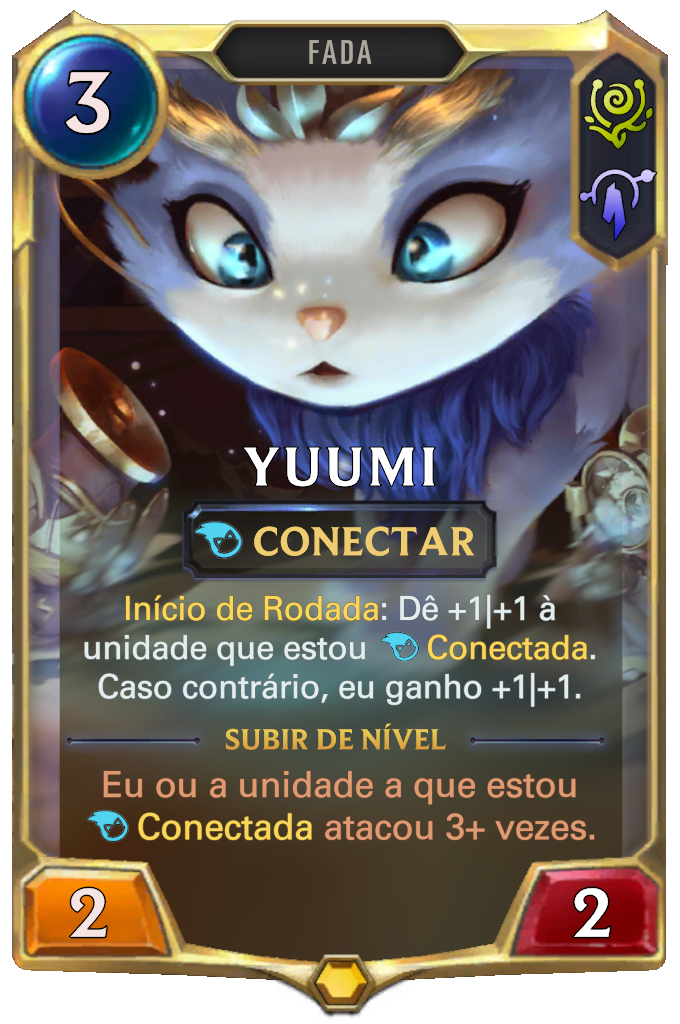 FADA
3
YUUMI
CONECTAR
Início de Rodada: Dê +1|+1 à
unidade que estou Conectada.
Caso contrário, eu ganho +1|+1.
SUBIR DE NÍVEL
Eu ou a unidade a que estou
Conectada atacou 3+ vezes.
2
2